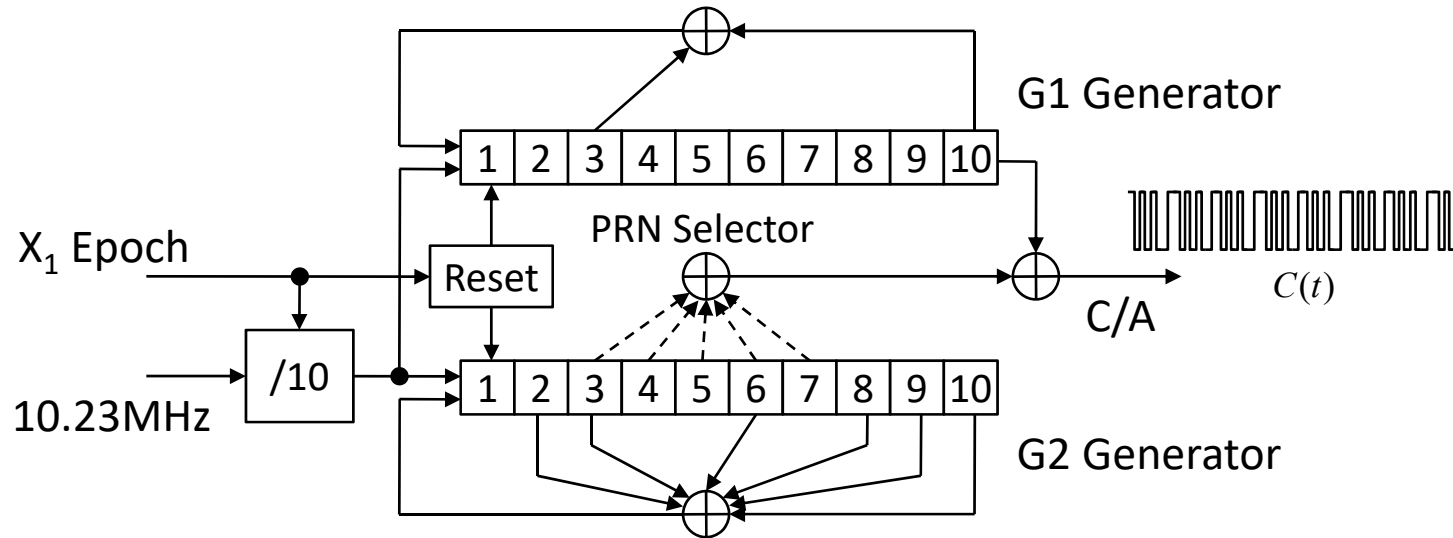 G1 Generator
1 2 3 4 5 6 7 8 9 10
PRN Selector
X₁ Epoch
Reset
C(t)
C/A
/10
1 2 3 4 5 6 7 8 9 10
10.23MHz
G2 Generator